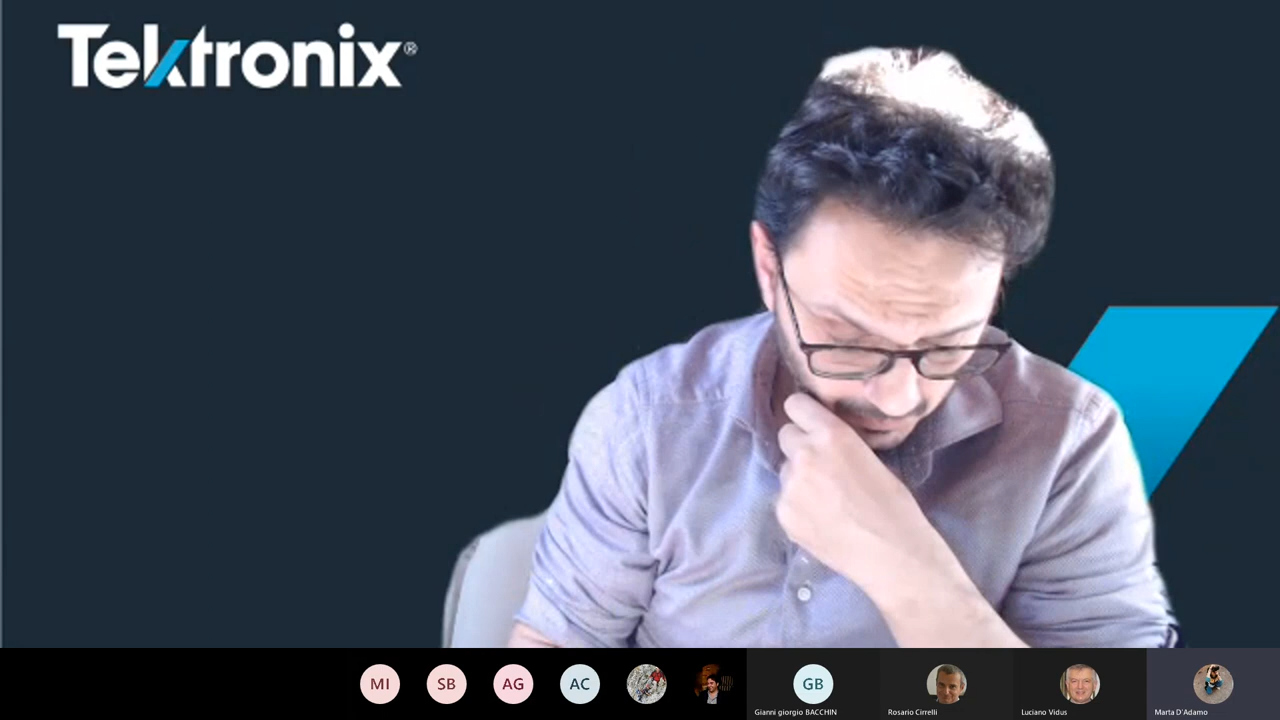 Tektronix®
MI
SB
AG
AC
GB
Gianni giorgio BACCHIN
Rosario Cirrelli
Luciano Vidus
Marta D'Adamo